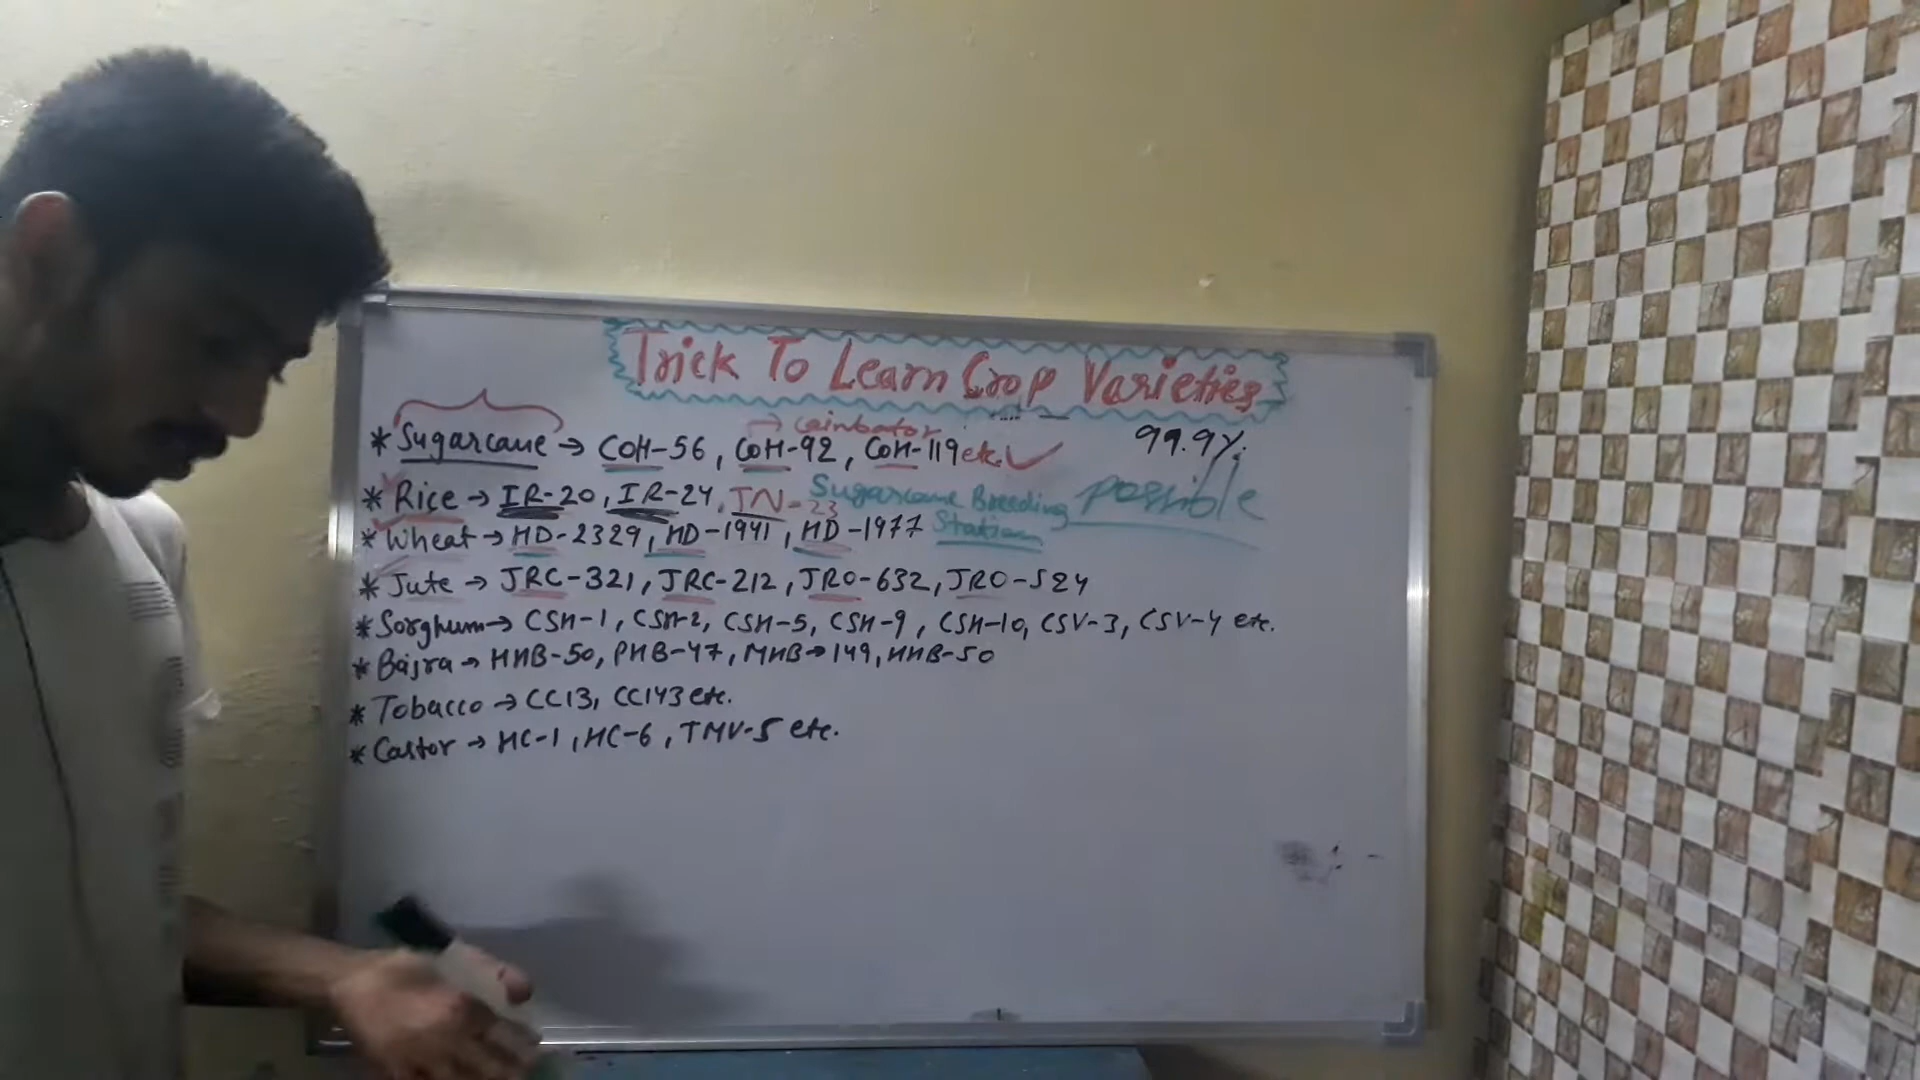 Trick To Learn Crop Varieties
→ Coinbator
* Sugarcane → COH-56, COH-92, COH-119 etc. ✓
99.9%
possible
* Rice → IR-20, IR-24, TN-23
Sugarcane Breeding
Station
* Wheat → HD-2329, HD-1941, HD-1977
* Jute → JRC-321, JRC-212, JRO-632, JRO-524
* Sorghum → CSH-1, CSH-2, CSH-5, CSH-9, CSH-10, CSV-3, CSV-4 etc.
* Bajra → HHB-50, PHB-47, MHB→149, HHB-50
* Tobacco → CC13, CC143 etc.
* Castor → HC-1, HC-6, TMV-5 etc.